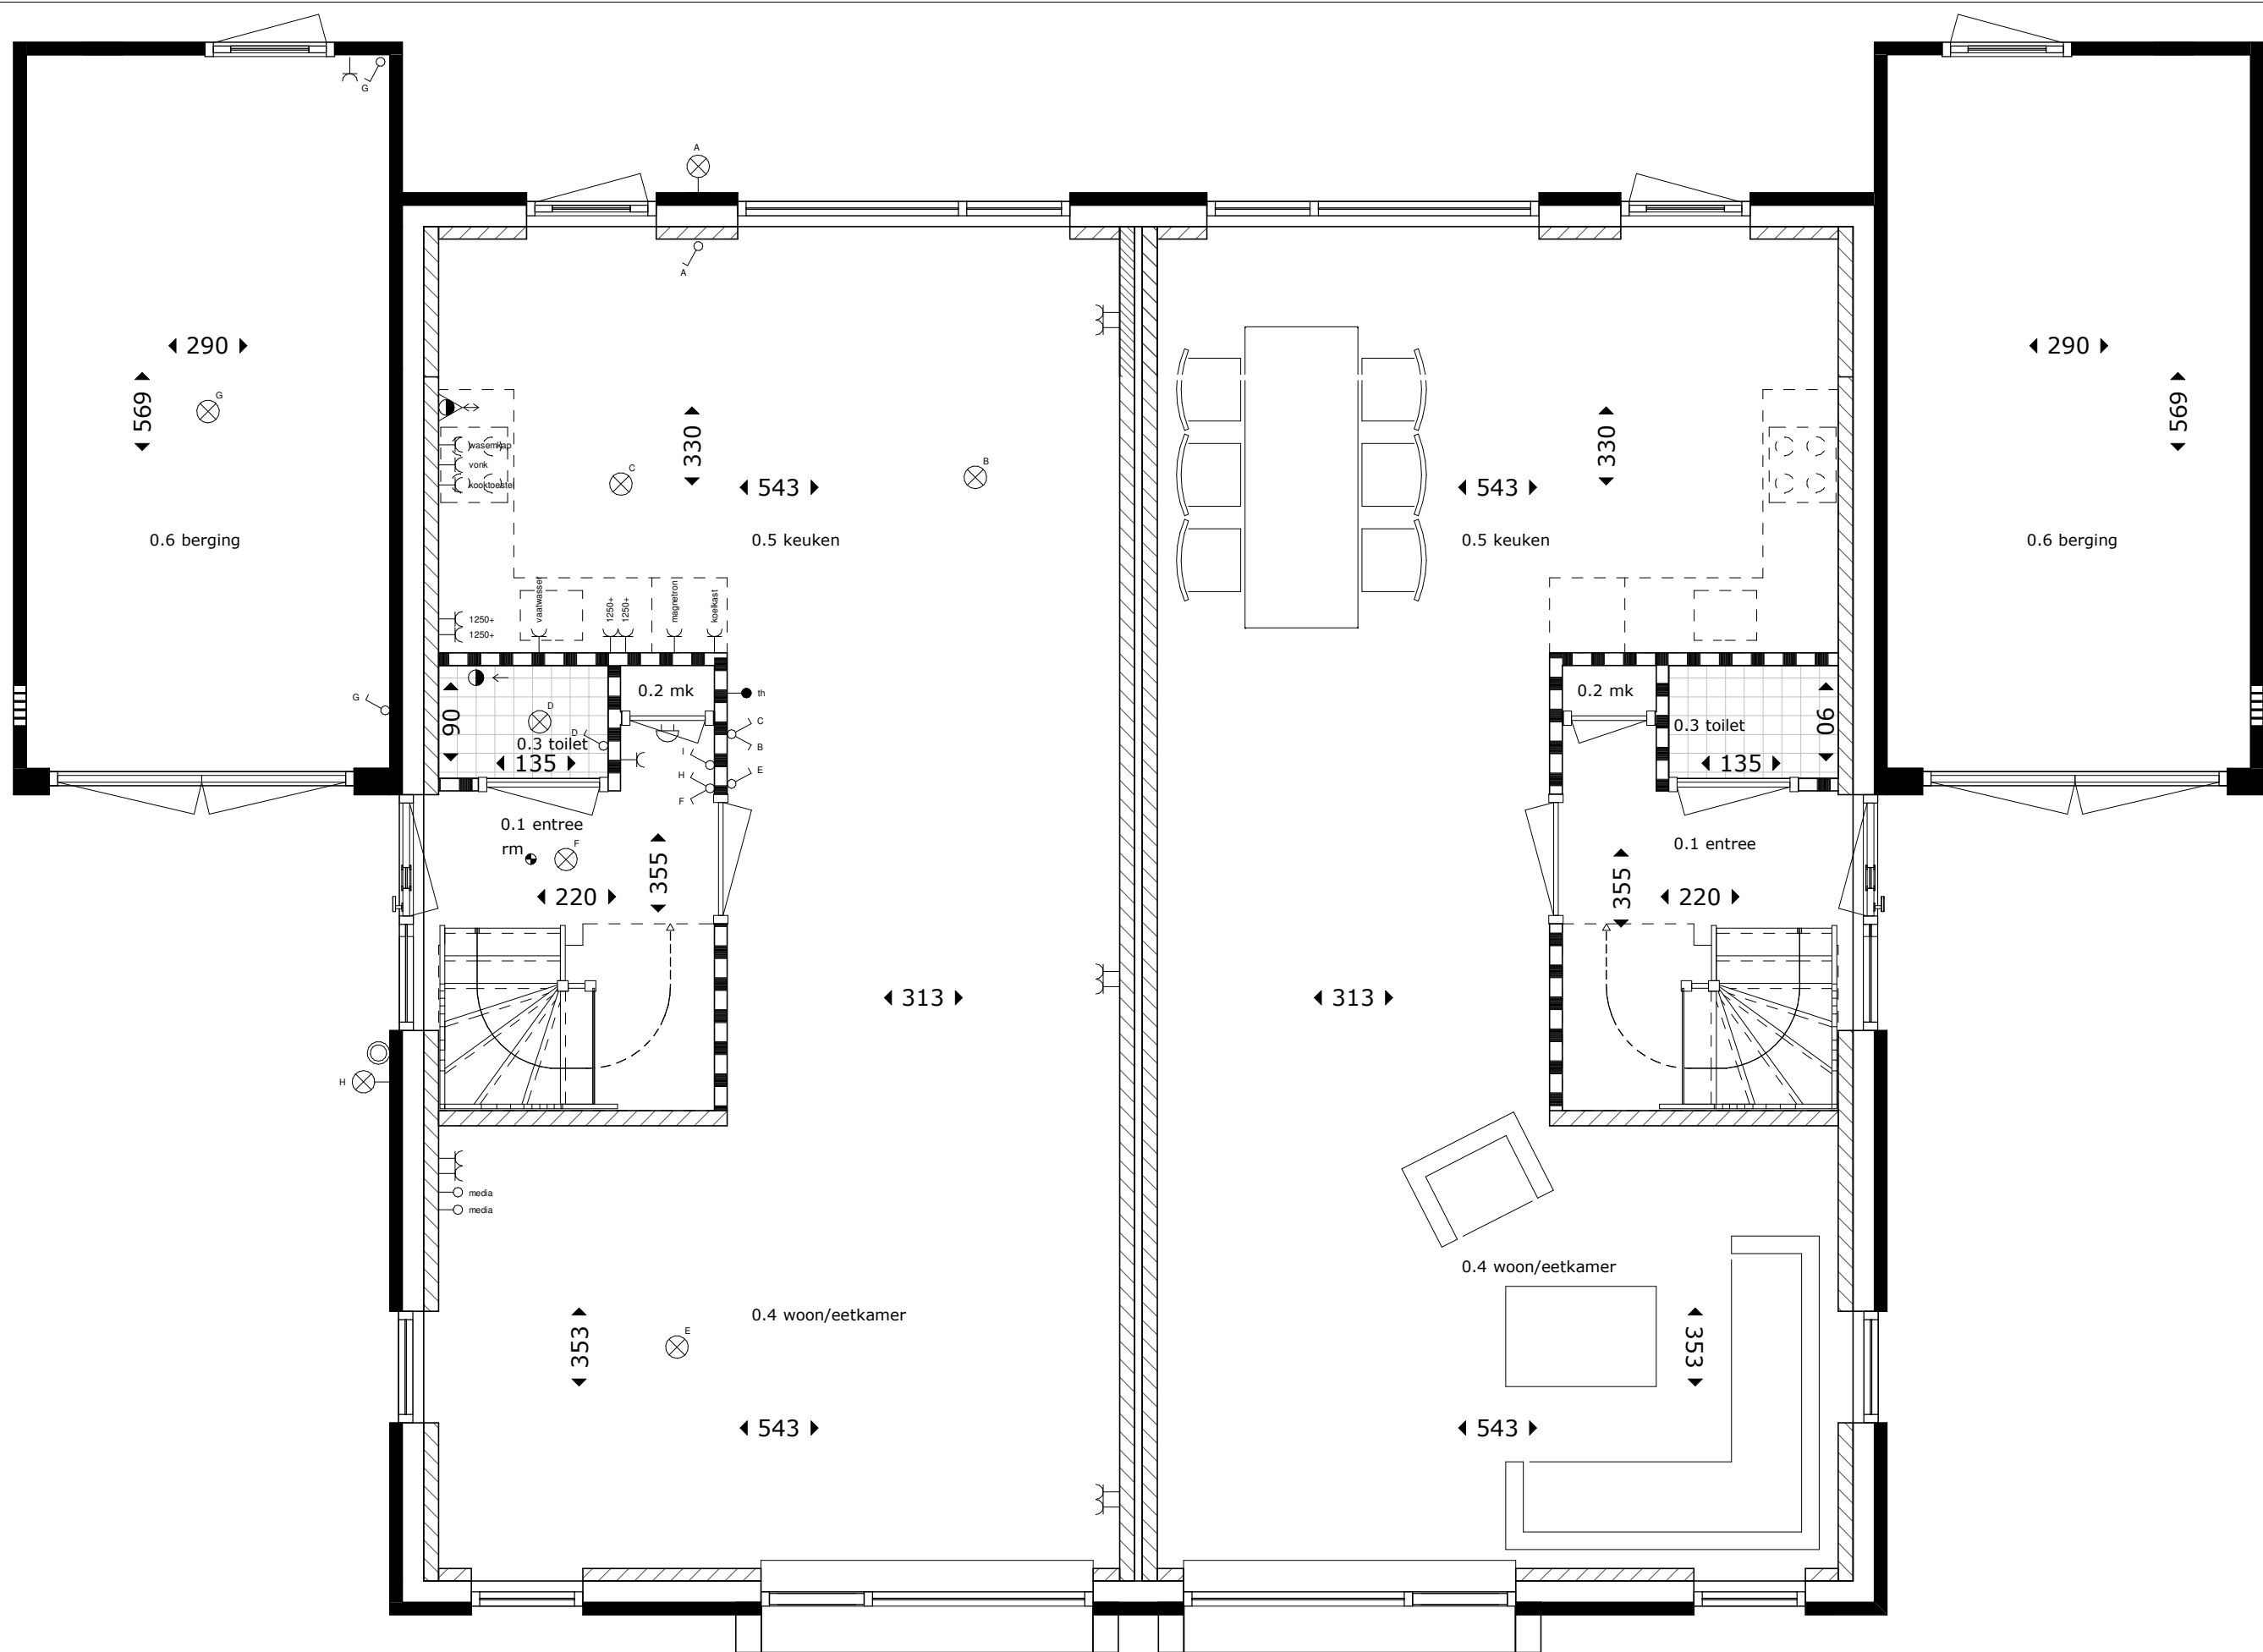 A
G
A
290
569
G
0.6 berging
330
543
0.5 keuken
B
C
wasemkap
vonk
kooktoestel
1250+
1250+
vaatwasser
1250+
1250+
magnetron
koelkast
330
543
0.5 keuken
290
569
0.6 berging
G
90
D
D
0.3 toilet
135
0.2 mk
th
C
B
I
H
F
E
0.1 entree
rm
F
220
355
313
H
media
media
0.4 woon/eetkamer
353
E
543
0.2 mk
0.3 toilet
90
135
0.1 entree
355
220
313
0.4 woon/eetkamer
353
543